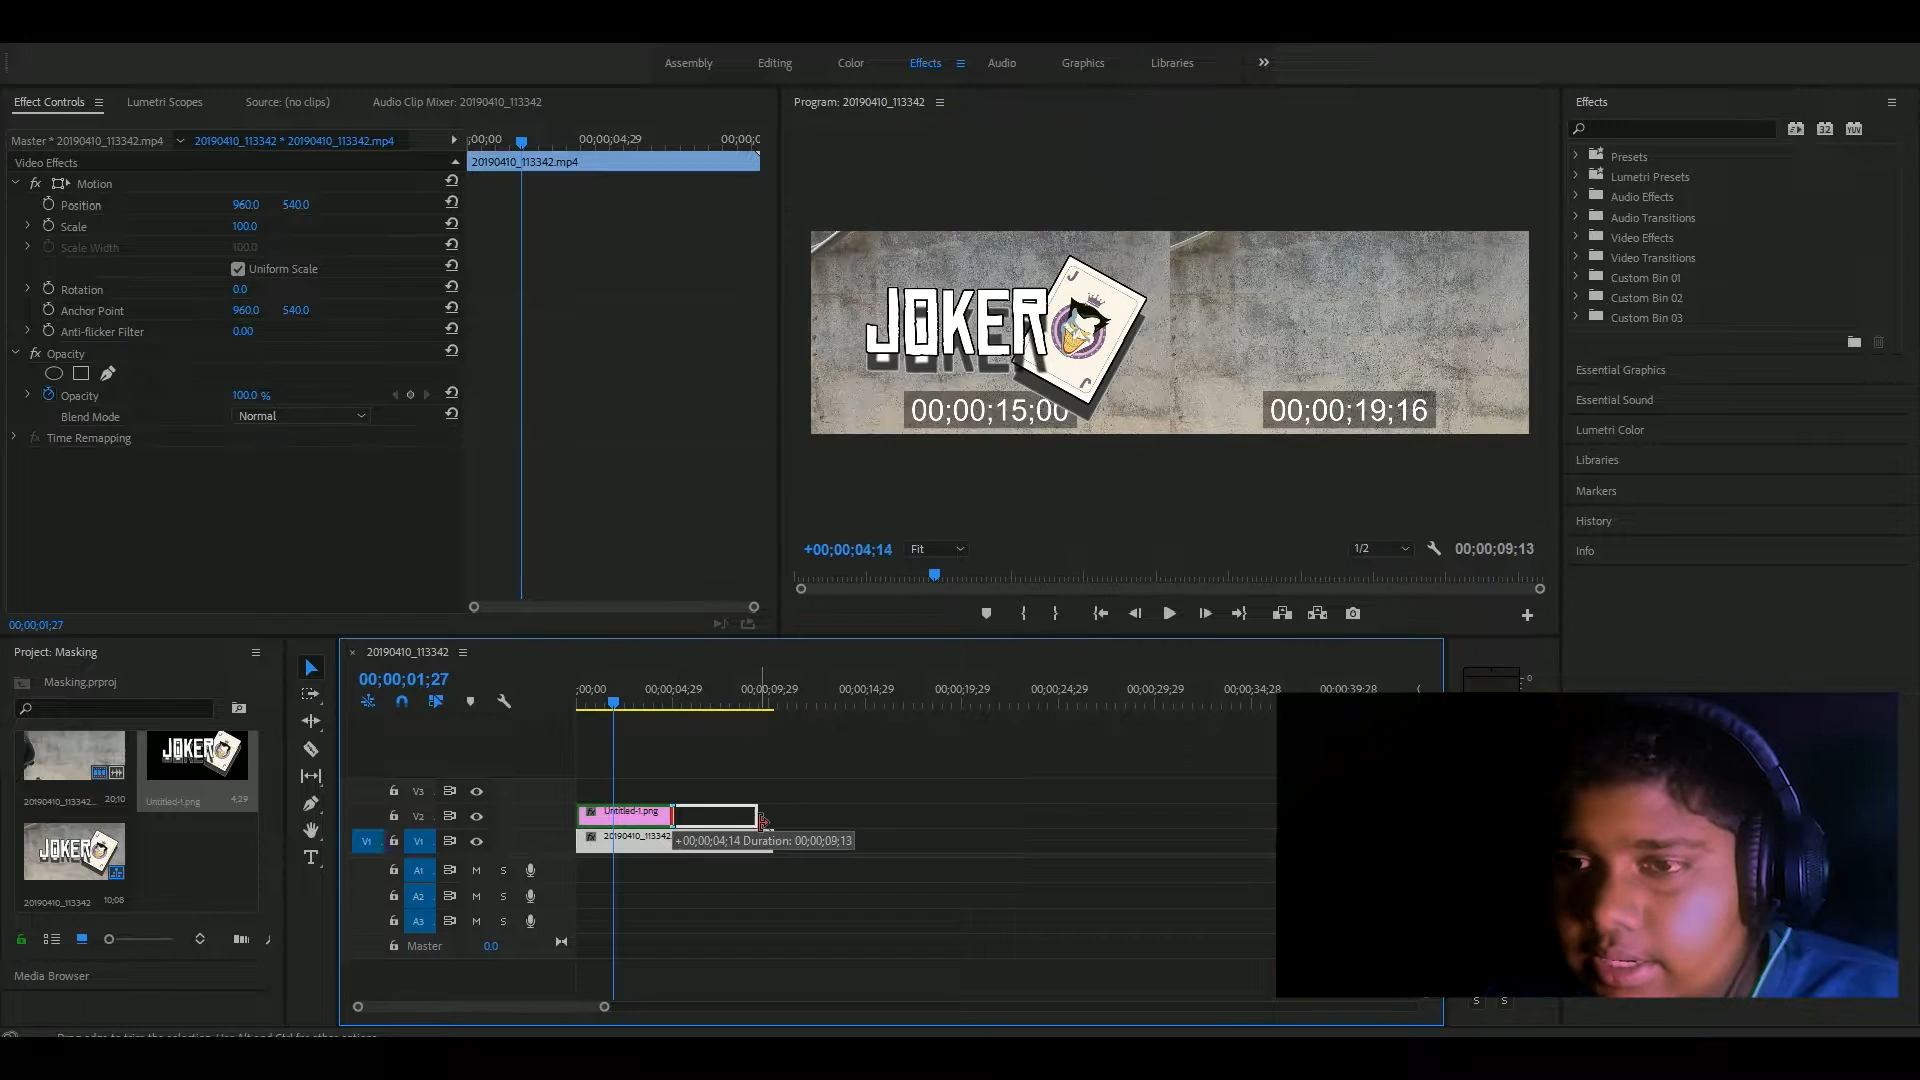 Assembly
Editing
Color
Effects
Audio
Graphics
Libraries
Effect Controls
Lumetri Scopes
Source: (no clips)
Audio Clip Mixer: 20190410_113342
Master * 20190410_113342.mp4
20190410_113342 * 20190410_113342.mp4
;00;00
00;00;04;29
00;00;0
20190410_113342.mp4
Video Effects
fx
Motion
Position
960.0
540.0
Scale
100.0
Scale Width
100.0
Uniform Scale
Rotation
0.0
Anchor Point
960.0
540.0
Anti-flicker Filter
0.00
fx
Opacity
Opacity
100.0 %
Blend Mode
Normal
fx
Time Remapping
00;00;01;27
Program: 20190410_113342
JOKER
J
J
00;00;15;00
00;00;19;16
+00;00;04;14
Fit
1/2
00;00;09;13
Effects
32
YUV
Presets
Lumetri Presets
Audio Effects
Audio Transitions
Video Effects
Video Transitions
Custom Bin 01
Custom Bin 02
Custom Bin 03
Essential Graphics
Essential Sound
Lumetri Color
Libraries
Markers
History
Info
Project: Masking
Masking.prproj
20190410_113342...
20;10
JOKER
Untitled-1.png
4;29
JOKER
20190410_113342
10;08
Media Browser
20190410_113342
00;00;01;27
;00;00
00;00;04;29
00;00;09;29
00;00;14;29
00;00;19;29
00;00;24;29
00;00;29;29
00;00;34;28
00;00;39;28
V3
V2
fx
Untitled-1.png
V1
V1
fx
20190410_113342
+00;00;04;14 Duration: 00;00;09;13
A1
M
S
A2
M
S
A3
M
S
Master
0.0
0
S
S